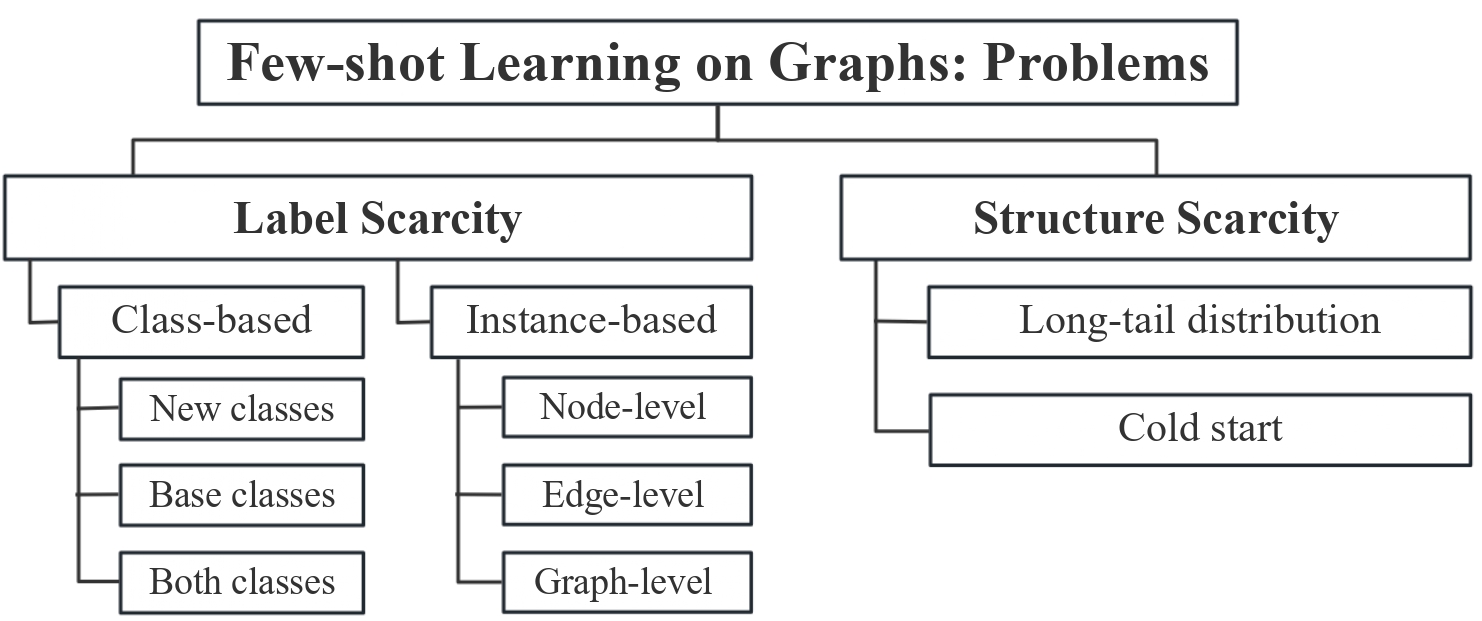 Few-shot Learning on Graphs: Problems
Label Scarcity
Class-based
New classes
Base classes
Both classes
Instance-based
Node-level
Edge-level
Graph-level
Structure Scarcity
Long-tail distribution
Cold start